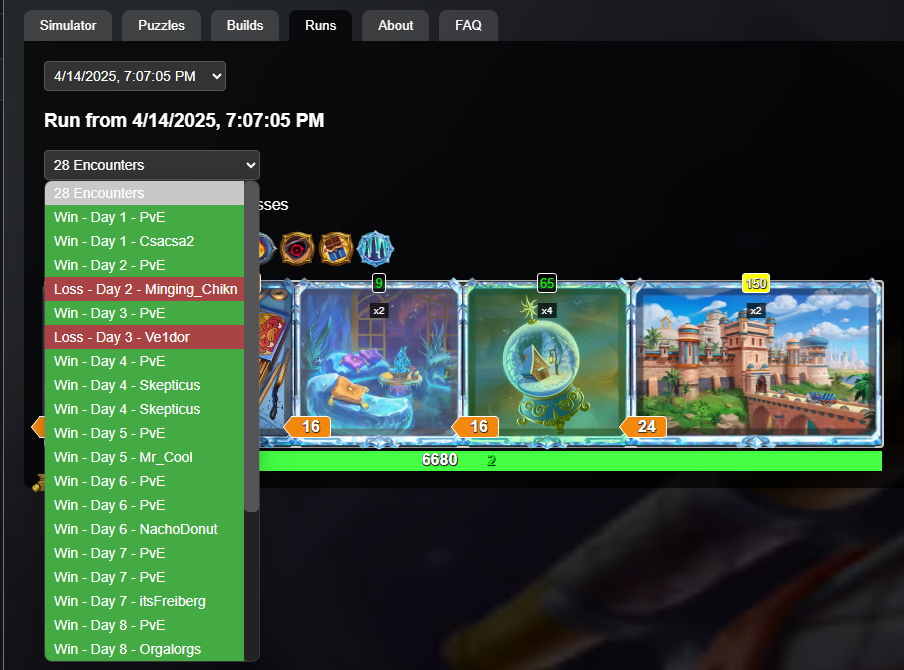 Simulator Puzzles Builds Runs About FAQ
4/14/2025, 7:07:05 PM
Run from 4/14/2025, 7:07:05 PM
28 Encounters
28 Encounters
sses
Win - Day 1 - PvE
Win - Day 1 - Csacsa2
Win - Day 2 - PvE
Loss - Day 2 - Minging_Chikn
Win - Day 3 - PvE
Loss - Day 3 - Ve1dor
Win - Day 4 - PvE
Win - Day 4 - Skepticus
Win - Day 4 - Skepticus
Win - Day 5 - PvE
Win - Day 5 - Mr_Cool
Win - Day 6 - PvE
Win - Day 6 - PvE
Win - Day 6 - NachoDonut
Win - Day 7 - PvE
Win - Day 7 - PvE
Win - Day 7 - itsFreiberg
Win - Day 8 - PvE
Win - Day 8 - Orgalorgs
9 65 150
x2 x4 x2
16 16 24
6680 2